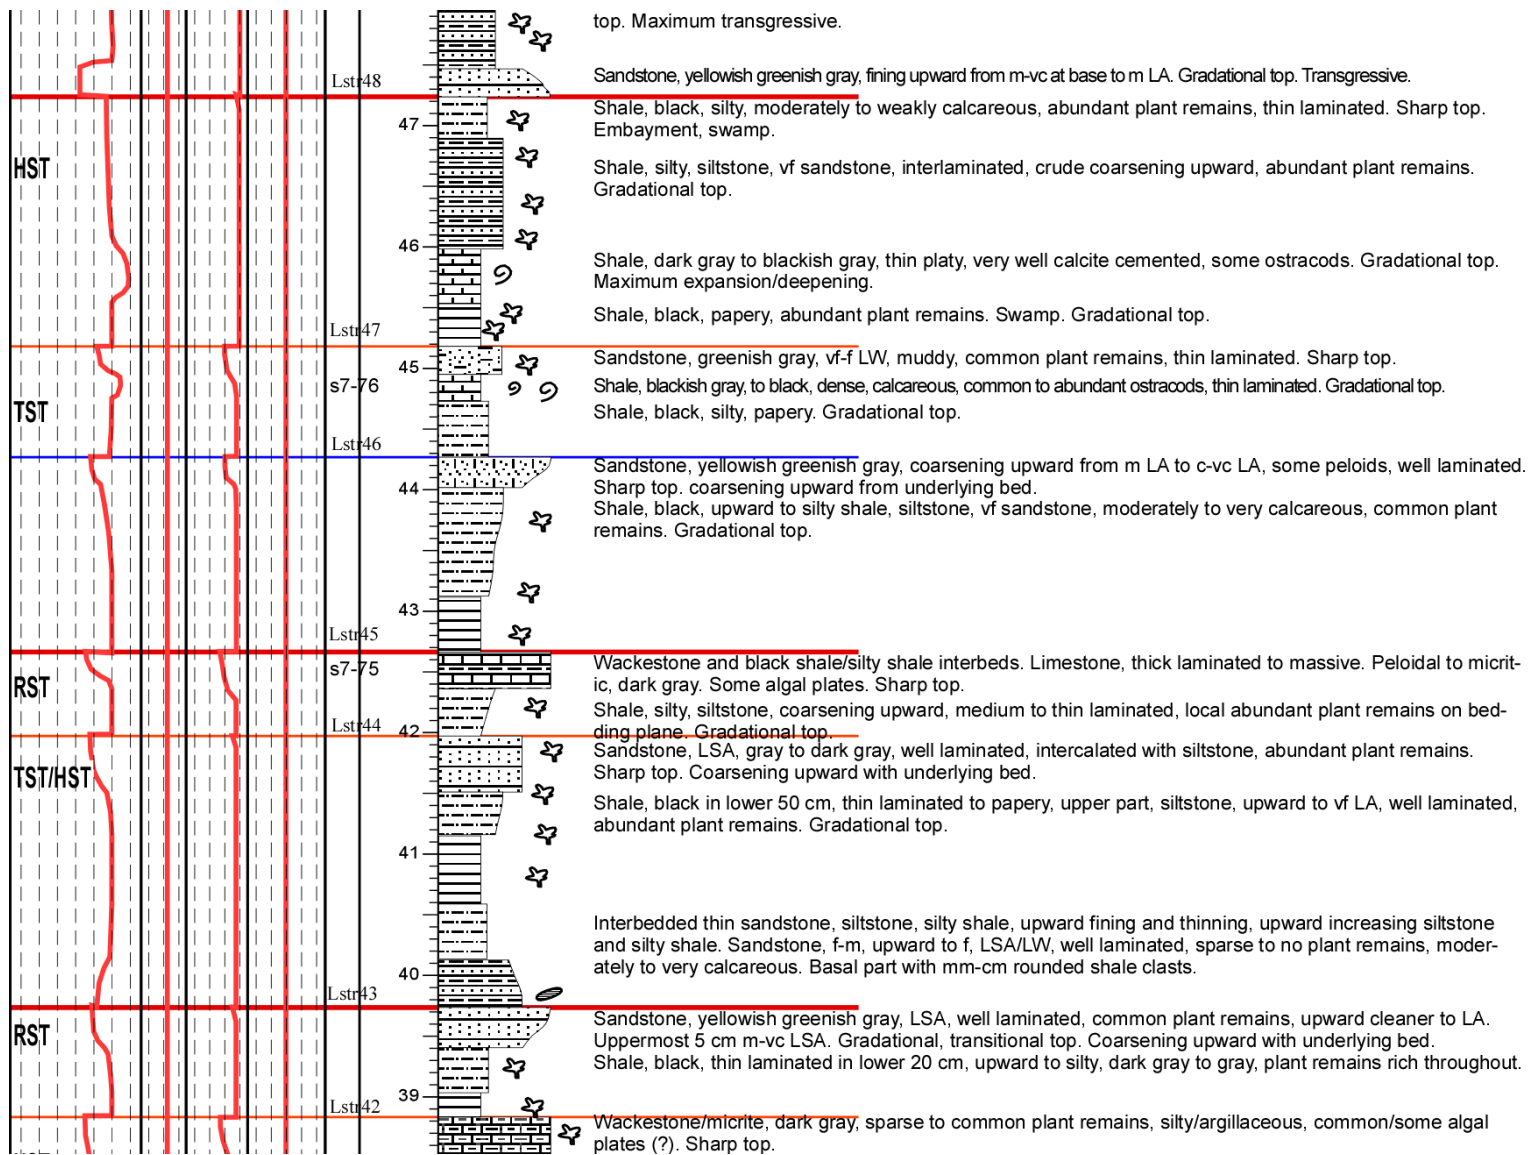 top. Maximum transgressive.
Sandstone, yellowish greenish gray, fining upward from m-vc at base to m LA. Gradational top. Transgressive.
Lstr48
Shale, black, silty, moderately to weakly calcareous, abundant plant remains, thin laminated. Sharp top.
47
Embayment, swamp.
HST
Shale, silty, siltstone, vf sandstone, interlaminated, crude coarsening upward, abundant plant remains.
Gradational top.
46
Shale, dark gray to blackish gray, thin platy, very well calcite cemented, some ostracods. Gradational top.
Maximum expansion/deepening.
Shale, black, papery, abundant plant remains. Swamp. Gradational top.
Lstr47
Sandstone, greenish gray, vf-f LW, muddy, common plant remains, thin laminated. Sharp top.
45
s7-76
Shale, blackish gray, to black, dense, calcareous, common to abundant ostracods, thin laminated. Gradational top.
TST
Shale, black, silty, papery. Gradational top.
Lstr46
Sandstone, yellowish greenish gray, coarsening upward from m LA to c-vc LA, some peloids, well laminated.
44
Sharp top. coarsening upward from underlying bed.
Shale, black, upward to silty shale, siltstone, vf sandstone, moderately to very calcareous, common plant
remains. Gradational top.
43
Lstr45
Wackestone and black shale/silty shale interbeds. Limestone, thick laminated to massive. Peloidal to micrit-
s7-75
RST
ic, dark gray. Some algal plates. Sharp top.
Shale, silty, siltstone, coarsening upward, medium to thin laminated, local abundant plant remains on bed-
Lstr44
42
ding plane. Gradational top.
Sandstone, LSA, gray to dark gray, well laminated, intercalated with siltstone, abundant plant remains.
TST/HST
Sharp top. Coarsening upward with underlying bed.
Shale, black in lower 50 cm, thin laminated to papery, upper part, siltstone, upward to vf LA, well laminated,
abundant plant remains. Gradational top.
41
Interbedded thin sandstone, siltstone, silty shale, upward fining and thinning, upward increasing siltstone
and silty shale. Sandstone, f-m, upward to f, LSA/LW, well laminated, sparse to no plant remains, moder-
ately to very calcareous. Basal part with mm-cm rounded shale clasts.
40
Lstr43
Sandstone, yellowish greenish gray, LSA, well laminated, common plant remains, upward cleaner to LA.
RST
Uppermost 5 cm m-vc LSA. Gradational, transitional top. Coarsening upward with underlying bed.
Shale, black, thin laminated in lower 20 cm, upward to silty, dark gray to gray, plant remains rich throughout.
39
Lstr42
Wackestone/micrite, dark gray, sparse to common plant remains, silty/argillaceous, common/some algal
plates (?). Sharp top.